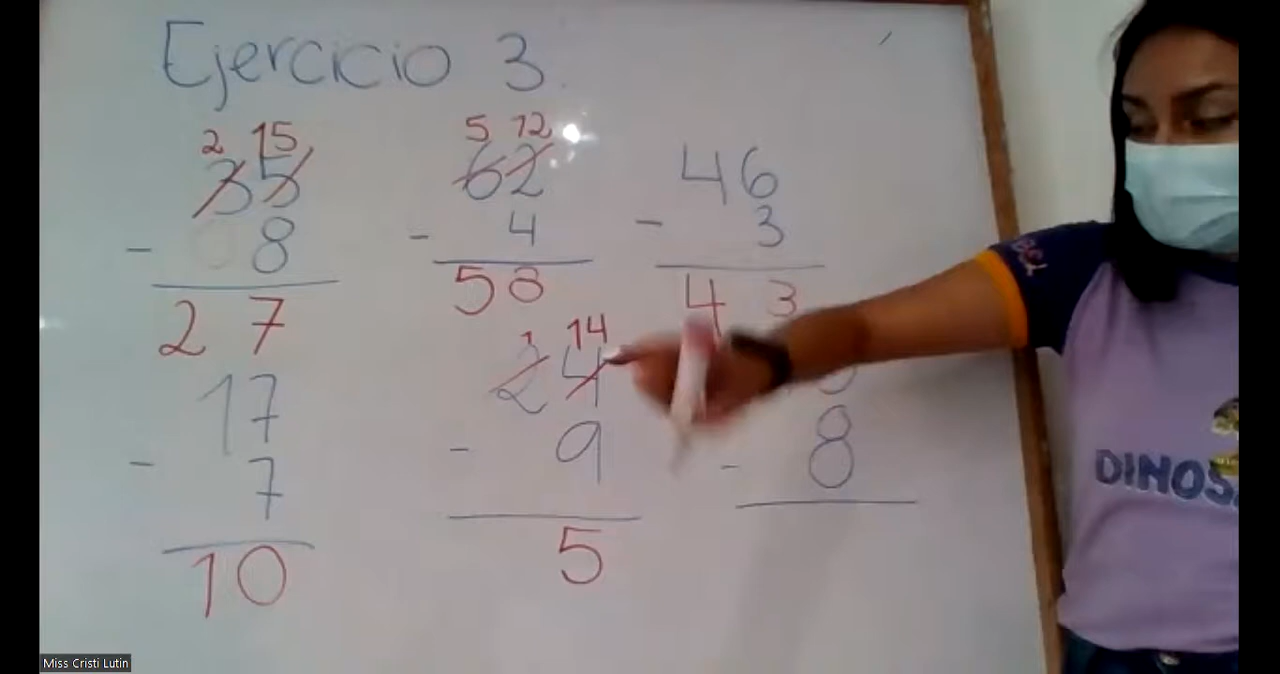 Ejercicio 3.
2 15 5 12
35 62 46
- 8 - 4 - 3
27 58 43
1 14
17 24
- 7 - 9 - 8
10 5
DINOS
Miss Cristi Lutin